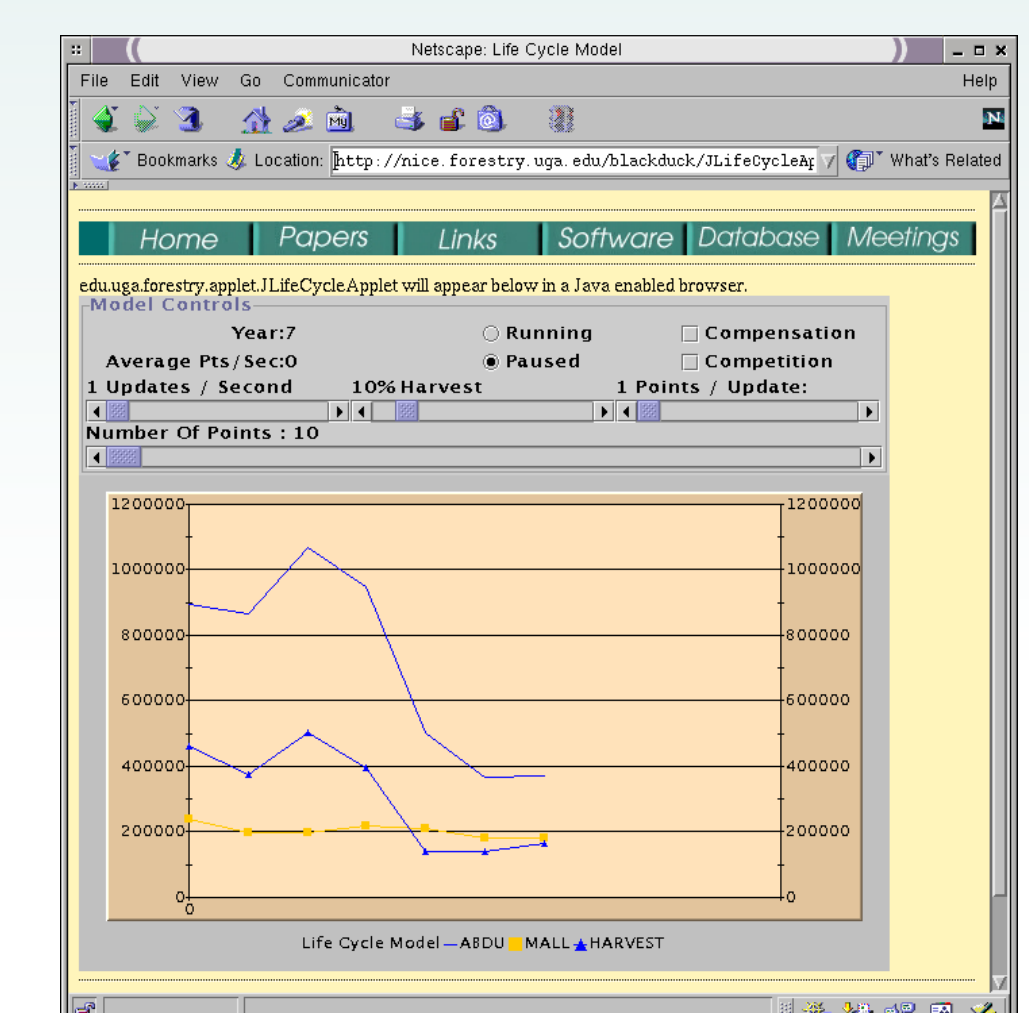 Netscape: Life Cycle Model
File Edit View Go Communicator Help
My
N
Bookmarks Location: http://nice.forestry.uga.edu/blackduck/JLifeCycleAp What's Related
Home Papers Links Software Database Meetings
edu.uga.forestry.applet.JLifeCycleApplet will appear below in a Java enabled browser.
Model Controls
Year:7 Running Compensation
Average Pts/Sec:0 Paused Competition
1 Updates / Second 10% Harvest 1 Points / Update:
Number Of Points : 10
1200000 1200000
1000000 1000000
800000 800000
600000 600000
400000 400000
200000 200000
0 0
0
Life Cycle Model ABDU MALL HARVEST